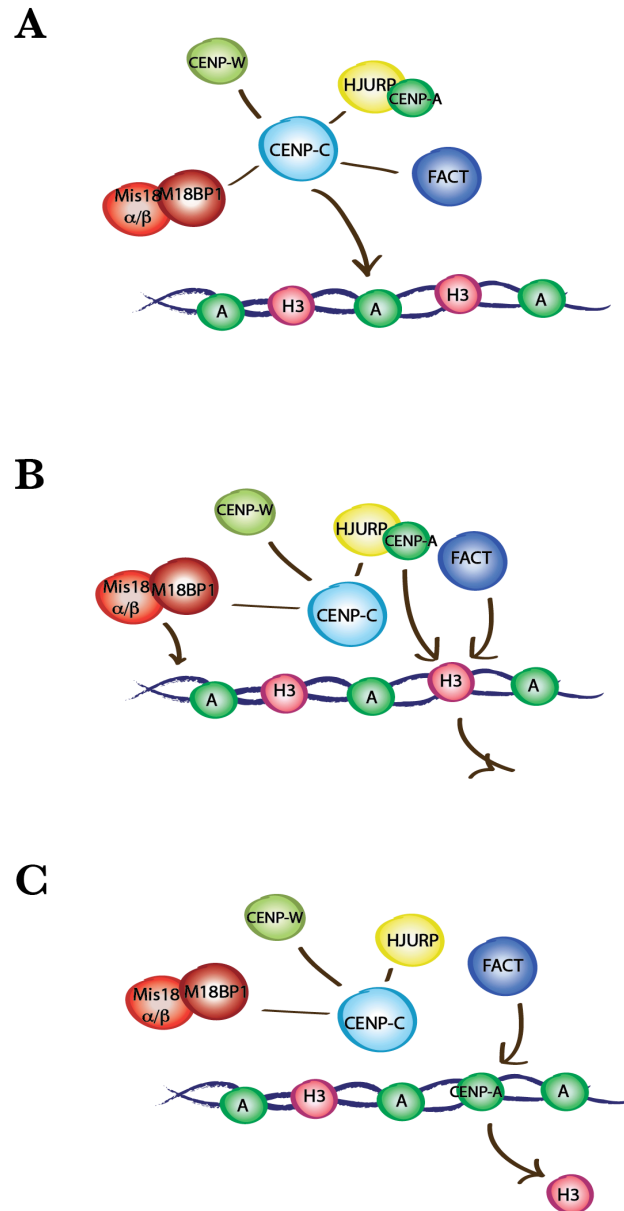 A
CENP-W
HJURP
CENP-A
CENP-C
FACT
Mis18
α/β
M18BP1
A
H3
A
H3
A
B
CENP-W
HJURP
CENP-A
FACT
Mis18
α/β
M18BP1
CENP-C
A
H3
A
H3
A
C
CENP-W
HJURP
FACT
Mis18
α/β
M18BP1
CENP-C
A
H3
A
CENP-A
A
H3